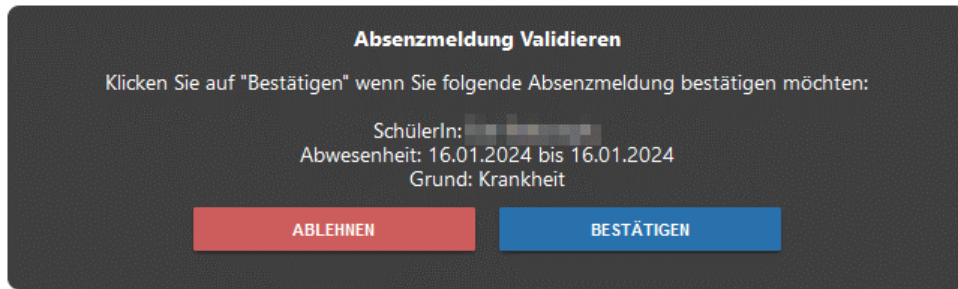 Absenzmeldung Validieren
Klicken Sie auf "Bestätigen" wenn Sie folgende Absenzmeldung bestätigen möchten:
SchülerIn:
Abwesenheit: 16.01.2024 bis 16.01.2024
Grund: Krankheit
ABLEHNEN
BESTÄTIGEN